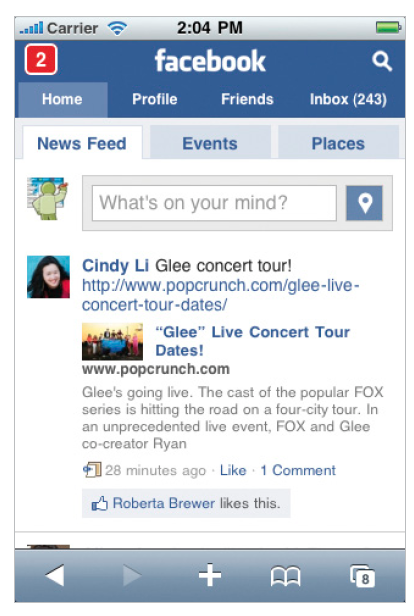 Carrier 2:04 PM
2 facebook
Home Profile Friends Inbox (243)
News Feed Events Places
What's on your mind?
Cindy Li Glee concert tour!
http://www.popcrunch.com/glee-live-
concert-tour-dates/
“Glee” Live Concert Tour
Dates!
www.popcrunch.com
Glee's going live. The cast of the popular FOX
series is hitting the road on a four-city tour. In
an unprecedented live event, FOX and Glee
co-creator Ryan
28 minutes ago · Like · 1 Comment
Roberta Brewer likes this.
8